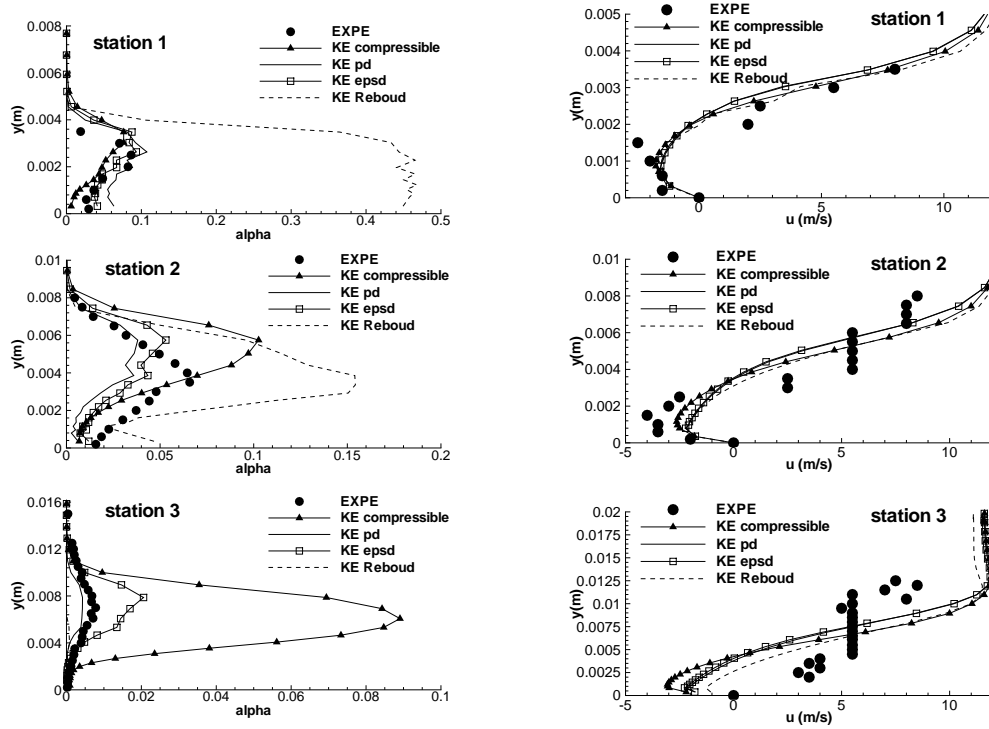 station 1
EXPE
KE compressible
KE pd
KE epsd
KE Reboud
y(m)
0.008
0.006
0.004
0.002
0
0
0.1
0.2
0.3
0.4
0.5
alpha
station 1
EXPE
KE compressible
KE pd
KE epsd
KE Reboud
y(m)
0.005
0.004
0.003
0.002
0.001
0
0
5
10
u (m/s)
station 2
EXPE
KE compressible
KE pd
KE epsd
KE Reboud
y(m)
0.01
0.008
0.006
0.004
0.002
0
0
0.05
0.1
0.15
0.2
alpha
station 2
EXPE
KE compressible
KE pd
KE epsd
KE Reboud
y(m)
0.01
0.008
0.006
0.004
0.002
0
-5
0
5
10
u (m/s)
station 3
EXPE
KE compressible
KE pd
KE epsd
KE Reboud
y(m)
0.016
0.012
0.008
0.004
0
0
0.02
0.04
0.06
0.08
0.1
alpha
station 3
EXPE
KE compressible
KE pd
KE epsd
KE Reboud
y(m)
0.02
0.0175
0.015
0.0125
0.01
0.0075
0.005
0.0025
0
-5
0
5
10
u (m/s)